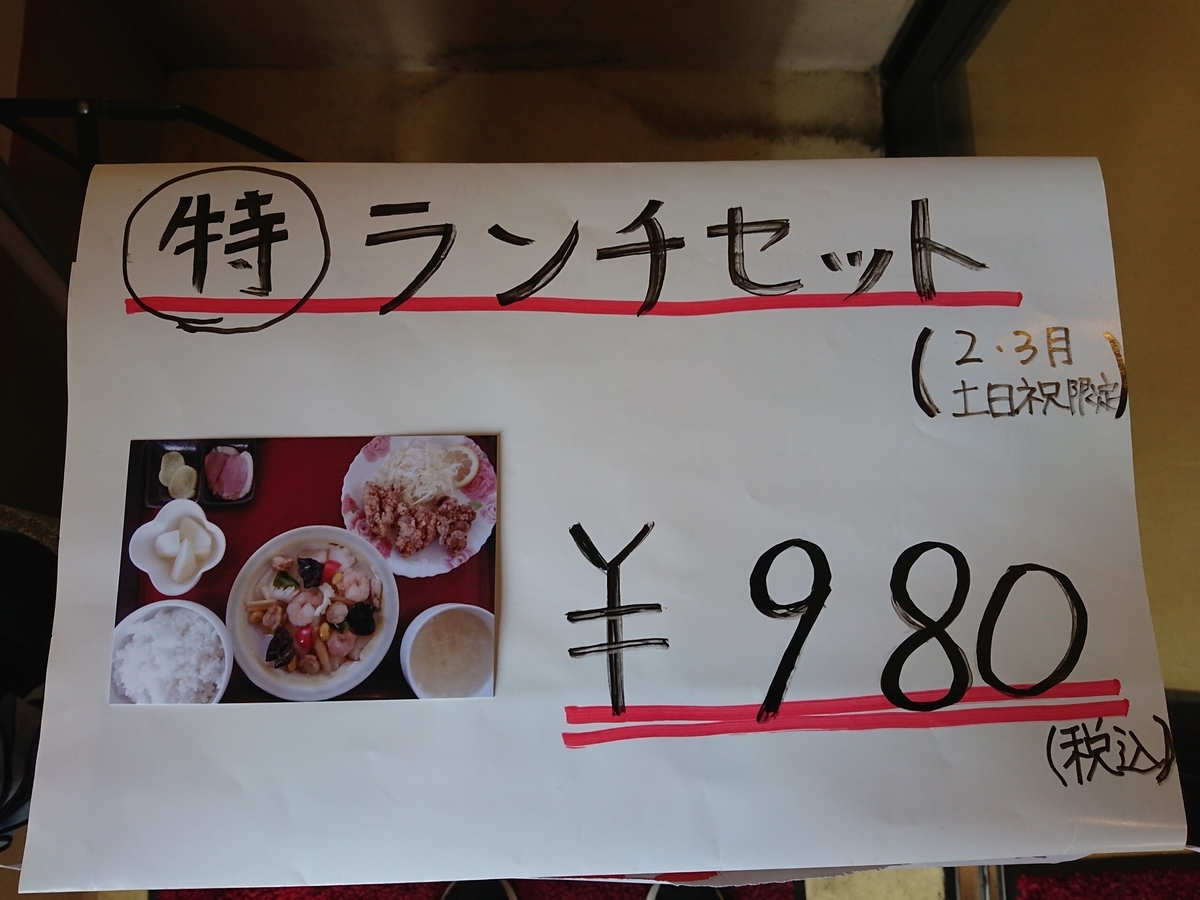 特 ランチセット
(2・3月
土日祝限定)
¥980
(税込)